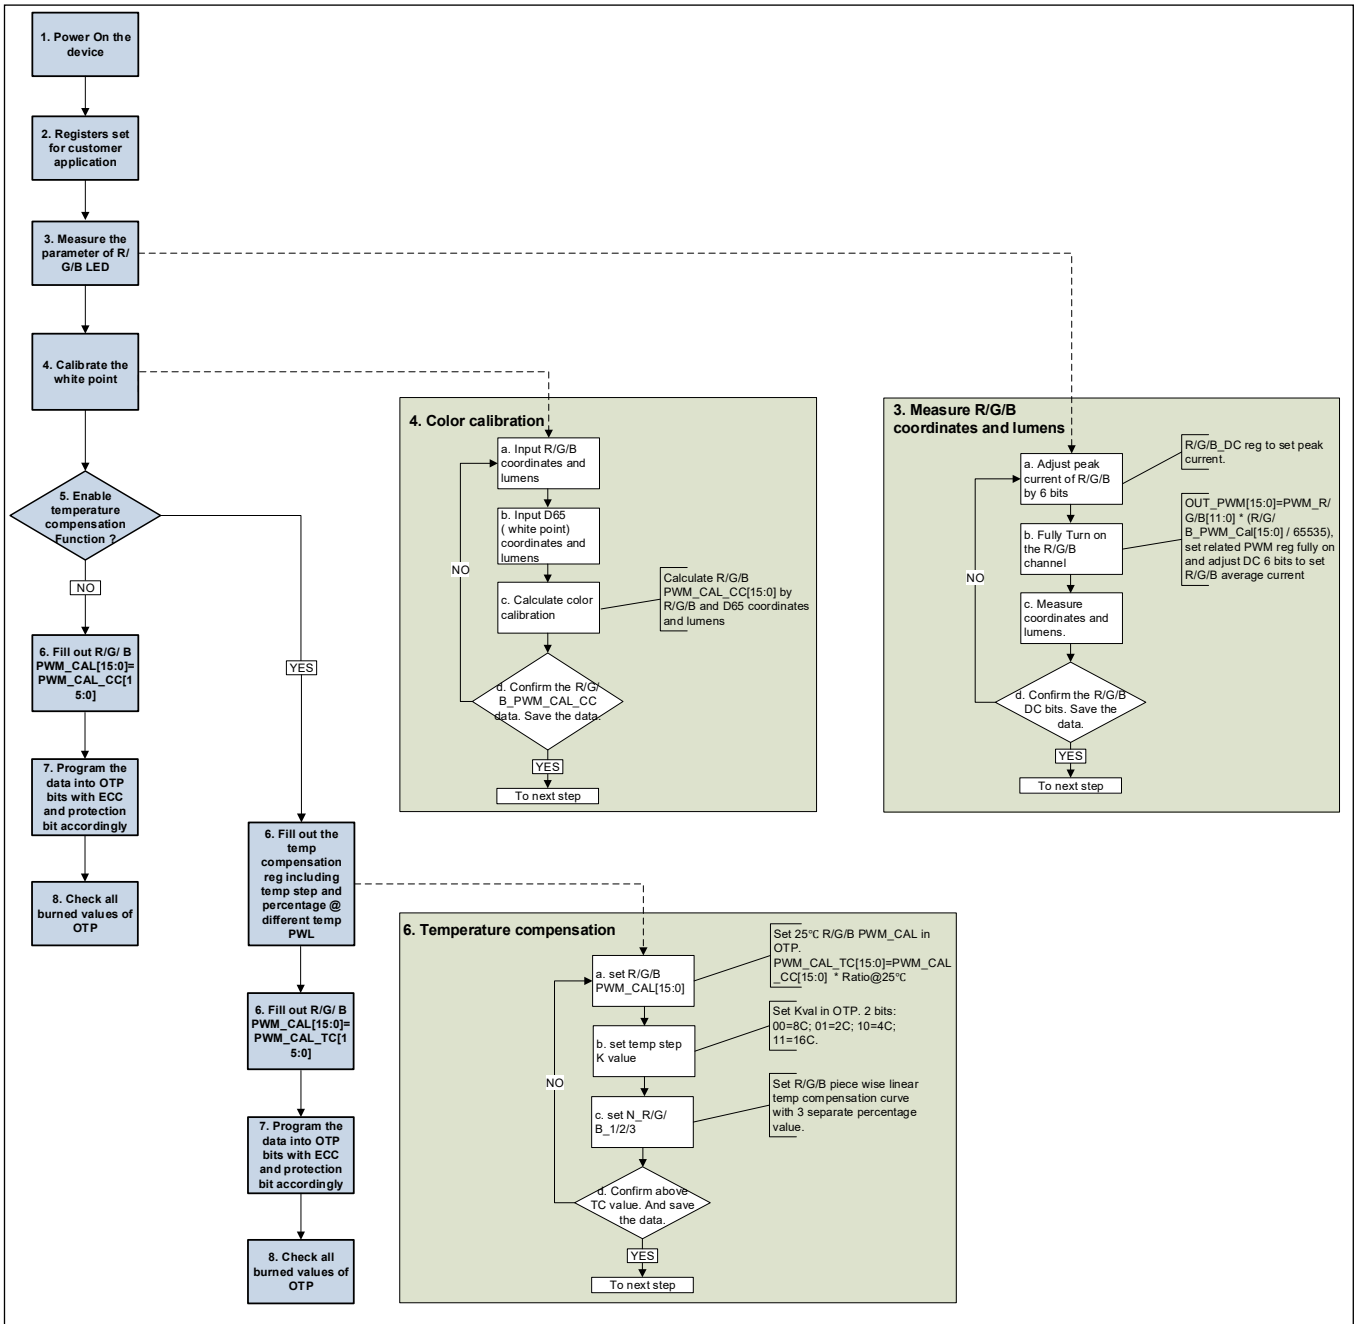 1. Power On the
device
2. Registers set
for customer
application
3. Measure the
parameter of R/
G/B LED
4. Calibrate the
white point
5. Enable
temperature
compensation
Function ?
NO
YES
6. Fill out R/G/ B
PWM_CAL[15:0]=
PWM_CAL_CC[1
5:0]
7. Program the
data into OTP
bits with ECC
and protection
bit accordingly
8. Check all
burned values of
OTP
6. Fill out the
temp
compensation
reg including
temp step and
percentage @
different temp
PWL
6. Fill out R/G/ B
PWM_CAL[15:0]=
PWM_CAL_TC[1
5:0]
7. Program the
data into OTP
bits with ECC
and protection
bit accordingly
8. Check all
burned values of
OTP
4. Color calibration
a. Input R/G/B
coordinates and
lumens
b. Input D65
( white point)
coordinates and
lumens
c. Calculate color
calibration
Calculate R/G/B
PWM_CAL_CC[15:0] by
R/G/B and D65 coordinates
and lumens
NO
d. Confirm the R/G/
B_PWM_CAL_CC
data. Save the data.
YES
To next step
3. Measure R/G/B
coordinates and lumens
a. Adjust peak
current of R/G/B
by 6 bits
R/G/B_DC reg to set peak
current.
b. Fully Turn on
the R/G/B
channel
OUT_PWM[15:0]=PWM_R/
G/B[11:0] * (R/G/
B_PWM_Cal[15:0] / 65535),
set related PWM reg fully on
and adjust DC 6 bits to set
R/G/B average current
NO
c. Measure
coordinates and
lumens.
d. Confirm the R/G/B
DC bits. Save the
data.
YES
To next step
6. Temperature compensation
a. set R/G/B
PWM_CAL[15:0]
Set 25℃ R/G/B PWM_CAL in
OTP.
PWM_CAL_TC[15:0]=PWM_CAL
_CC[15:0] * Ratio@25℃
b. set temp step
K value
Set Kval in OTP. 2 bits:
00=8C; 01=2C; 10=4C;
11=16C.
NO
c. set N_R/G/
B_1/2/3
Set R/G/B piece wise linear
temp compensation curve
with 3 separate percentage
value.
d. Confirm above
TC value. And save
the data.
YES
To next step